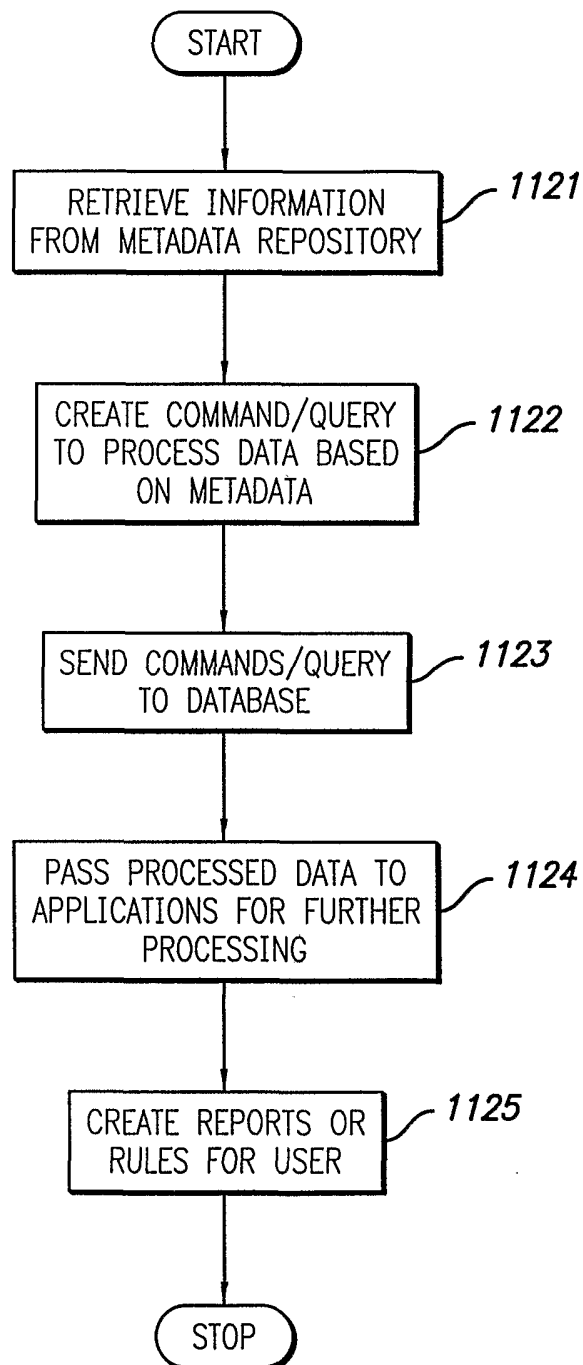 START
RETRIEVE INFORMATION
FROM METADATA REPOSITORY
1121
CREATE COMMAND/QUERY
TO PROCESS DATA BASED
ON METADATA
1122
SEND COMMANDS/QUERY
TO DATABASE
1123
PASS PROCESSED DATA TO
APPLICATIONS FOR FURTHER
PROCESSING
1124
CREATE REPORTS OR
RULES FOR USER
1125
STOP